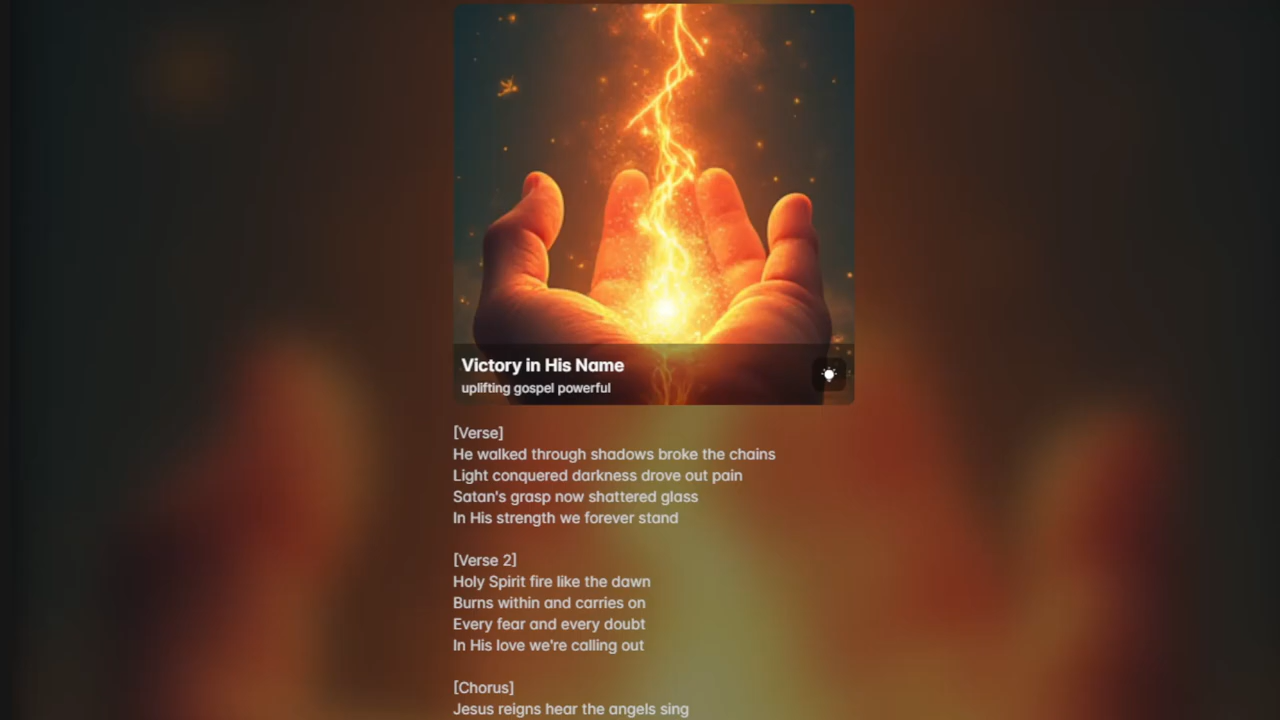 Victory in His Name
uplifting gospel powerful
[Verse]
He walked through shadows broke the chains
Light conquered darkness drove out pain
Satan's grasp now shattered glass
In His strength we forever stand
[Verse 2]
Holy Spirit fire like the dawn
Burns within and carries on
Every fear and every doubt
In His love we're calling out
[Chorus]
Jesus reigns hear the angels sing